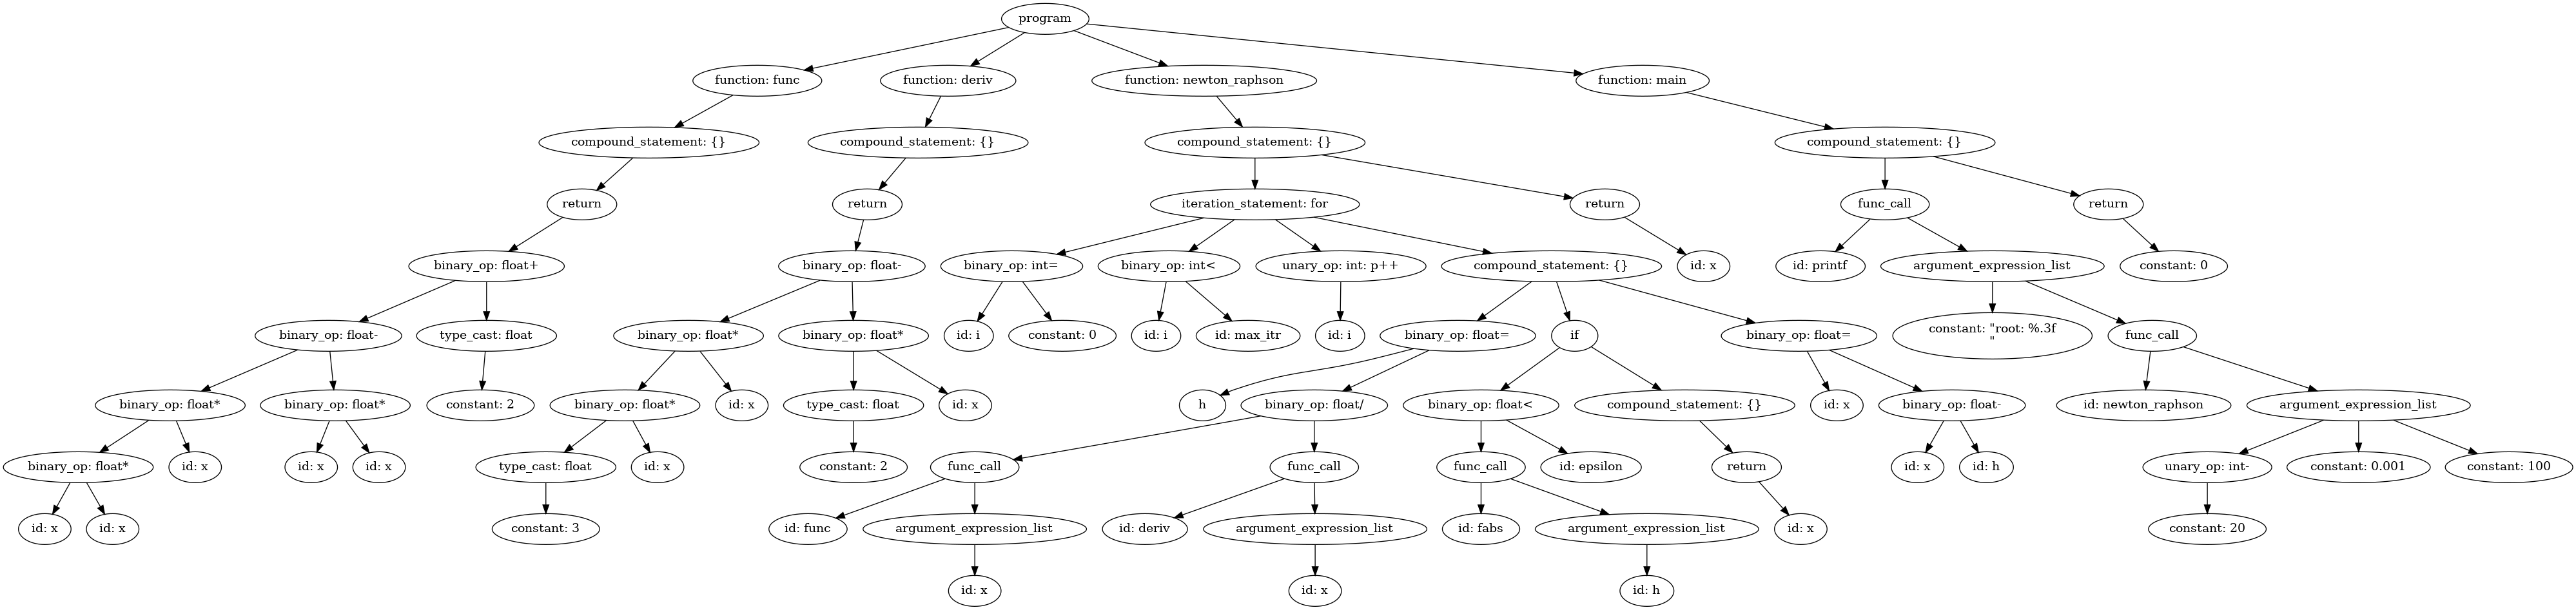 program
function: func
function: deriv
function: newton_raphson
function: main
compound_statement: {}
compound_statement: {}
compound_statement: {}
compound_statement: {}
return
return
iteration_statement: for
return
func_call
return
binary_op: float+
binary_op: float-
binary_op: int=
binary_op: int<
unary_op: int: p++
compound_statement: {}
id: x
id: printf
argument_expression_list
constant: 0
binary_op: float-
type_cast: float
binary_op: float*
binary_op: float*
id: i
constant: 0
id: i
id: max_itr
id: i
binary_op: float=
if
binary_op: float=
constant: "root: %.3f
"
func_call
binary_op: float*
binary_op: float*
constant: 2
binary_op: float*
id: x
type_cast: float
id: x
h
binary_op: float/
binary_op: float<
compound_statement: {}
id: x
binary_op: float-
id: newton_raphson
argument_expression_list
binary_op: float*
id: x
id: x
id: x
type_cast: float
id: x
constant: 2
func_call
func_call
func_call
id: epsilon
return
id: x
id: h
unary_op: int-
constant: 0.001
constant: 100
id: x
id: x
constant: 3
id: func
argument_expression_list
id: deriv
argument_expression_list
id: fabs
argument_expression_list
id: x
constant: 20
id: x
id: x
id: h